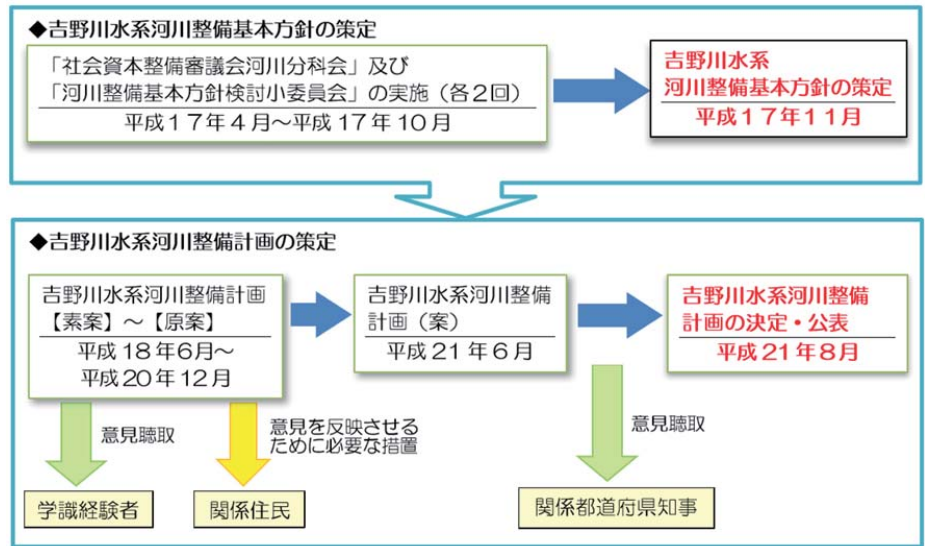 ◆吉野川水系河川整備基本方針の策定
「社会資本整備審議会河川分科会」及び
「河川整備基本方針検討小委員会」の実施（各2回）
平成１７年４月～平成17年10月
吉野川水系
河川整備基本方針の策定
平成１７年１１月
◆吉野川水系河川整備計画の策定
吉野川水系河川整備計画
【素案】～【原案】
平成18年6月～
平成20年12月
吉野川水系河川整備
計画（案）
平成21年6月
吉野川水系河川整備
計画の決定・公表
平成21年8月
意見聴取
意見を反映させる
ために必要な措置
意見聴取
学識経験者
関係住民
関係都道府県知事